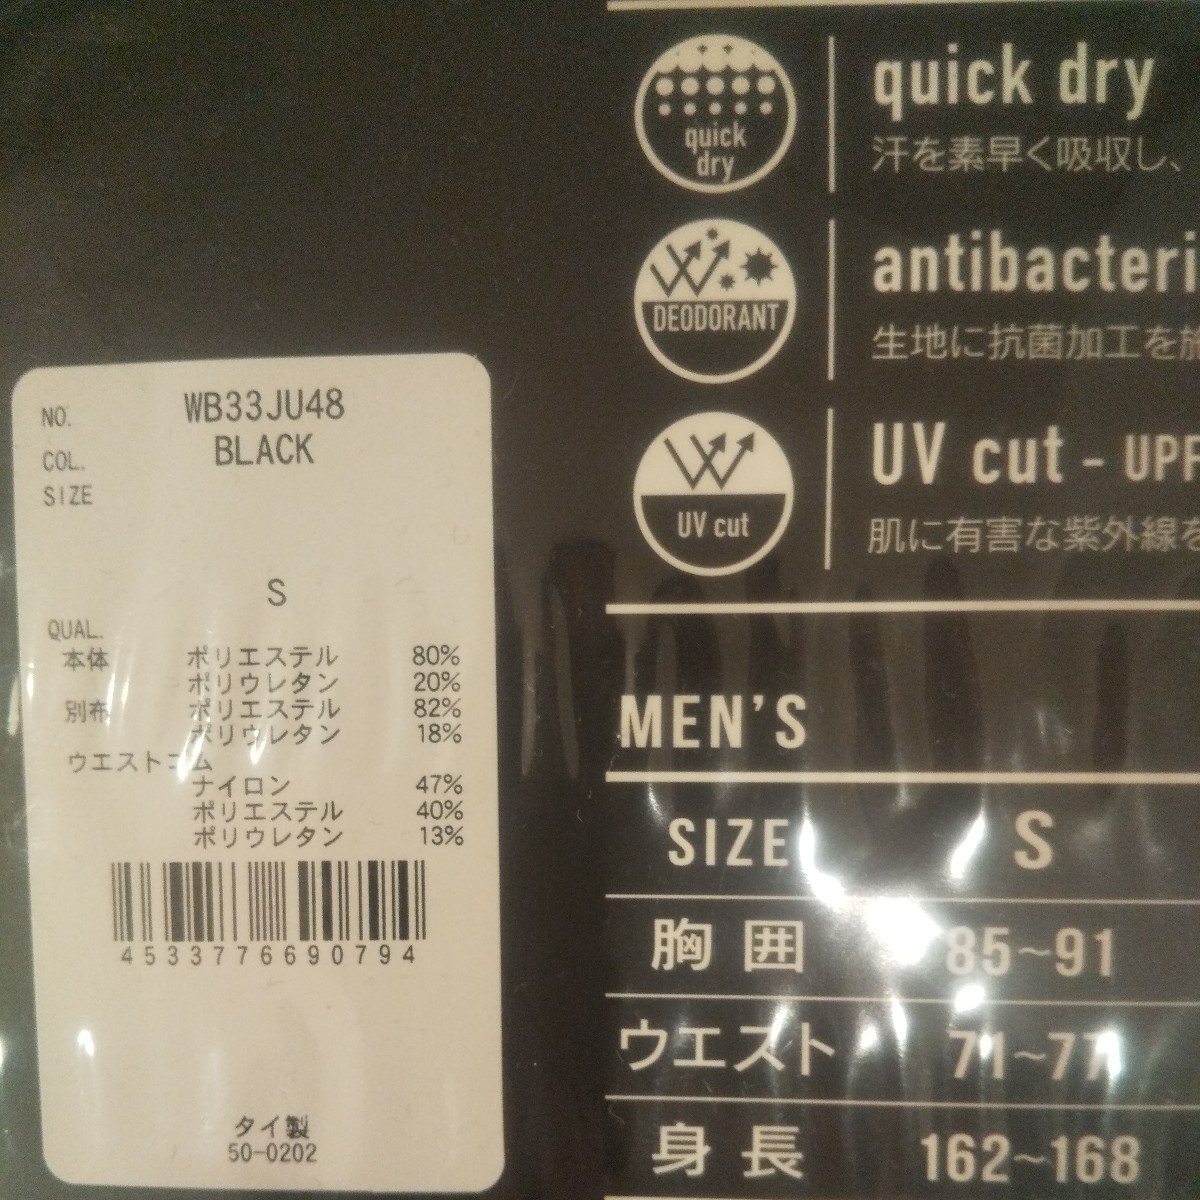 NO. WB33JU48
COL. BLACK
SIZE
S
QUAL.
本体 ポリエステル 80%
ポリウレタン 20%
別布 ポリエステル 82%
ポリウレタン 18%
ウエストゴム
ナイロン 47%
ポリエステル 40%
ポリウレタン 13%
4533776690794
タイ製
50-0202
quick
dry
quick dry
汗を素早く吸収し、
DEODORANT
antibacteri
生地に抗菌加工を施
UV cut
UV cut - UPF
肌に有害な紫外線を
MEN'S
SIZE S
胸囲 85~91
ウエスト 71~77
身長 162~168